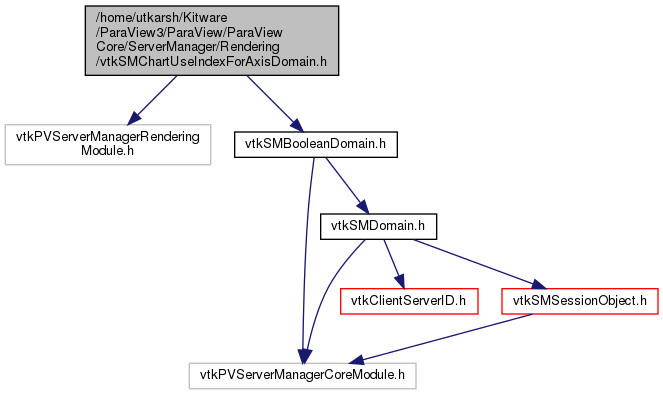 /home/utkarsh/Kitware
/ParaView3/ParaView/ParaView
Core/ServerManager/Rendering
/vtkSMChartUseIndexForAxisDomain.h
vtkPVServerManagerRendering
Module.h
vtkSMBooleanDomain.h
vtkSMDomain.h
vtkClientServerID.h
vtkSMSessionObject.h
vtkPVServerManagerCoreModule.h